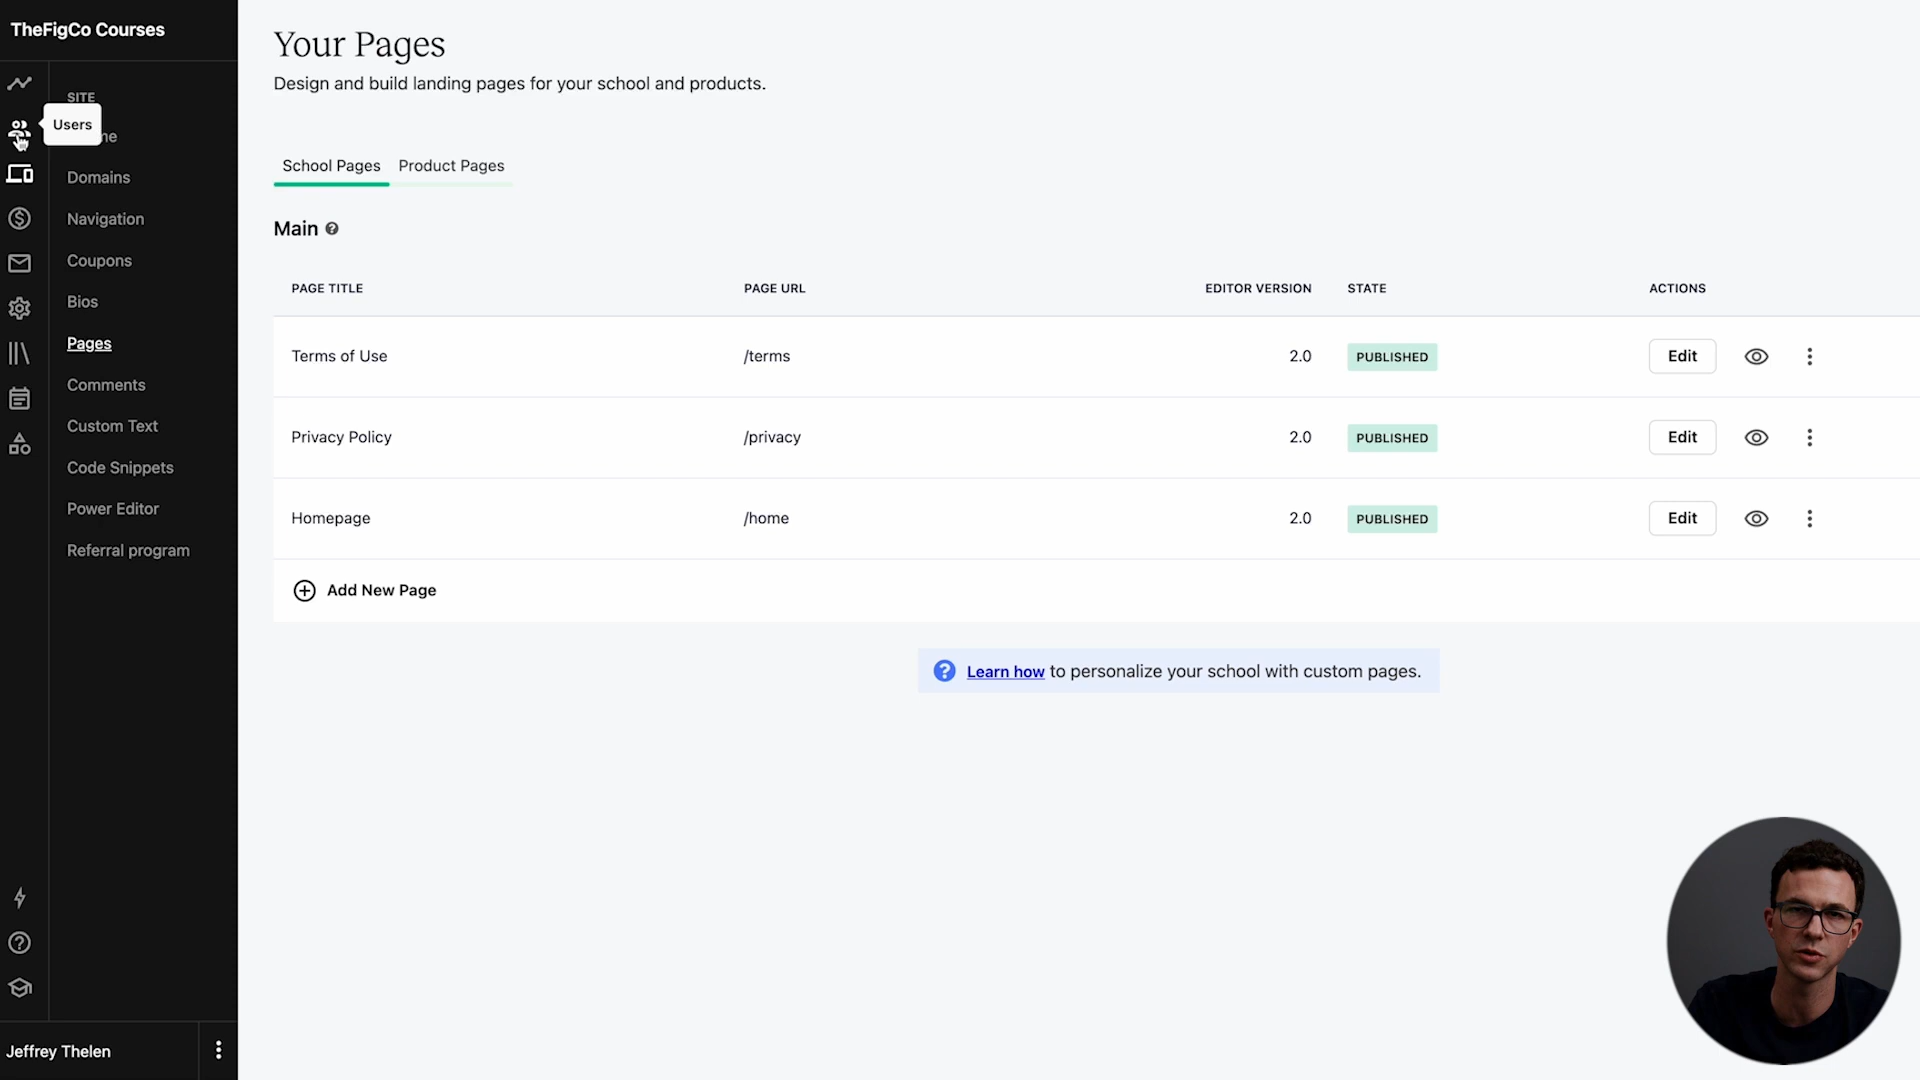 TheFigCo Courses
SITE
Users
me
Domains
Navigation
Coupons
Bios
Pages
Comments
Custom Text
Code Snippets
Power Editor
Referral program
Jeffrey Thelen
Your Pages
Design and build landing pages for your school and products.
School Pages Product Pages
Main
PAGE TITLE PAGE URL EDITOR VERSION STATE ACTIONS
Terms of Use /terms 2.0 PUBLISHED Edit
Privacy Policy /privacy 2.0 PUBLISHED Edit
Homepage /home 2.0 PUBLISHED Edit
Add New Page
Learn how to personalize your school with custom pages.